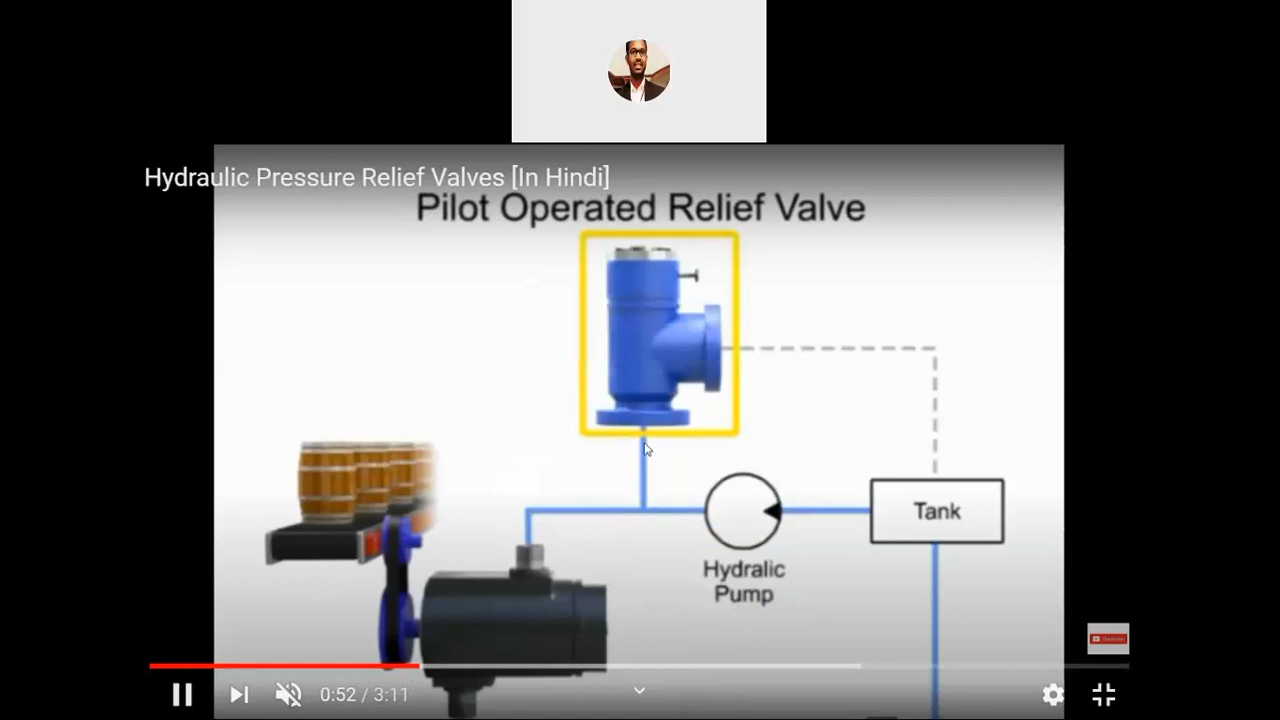 Hydraulic Pressure Relief Valves [In Hindi]
Pilot Operated Relief Valve
Tank
Hydralic
Pump
0:52 / 3:11